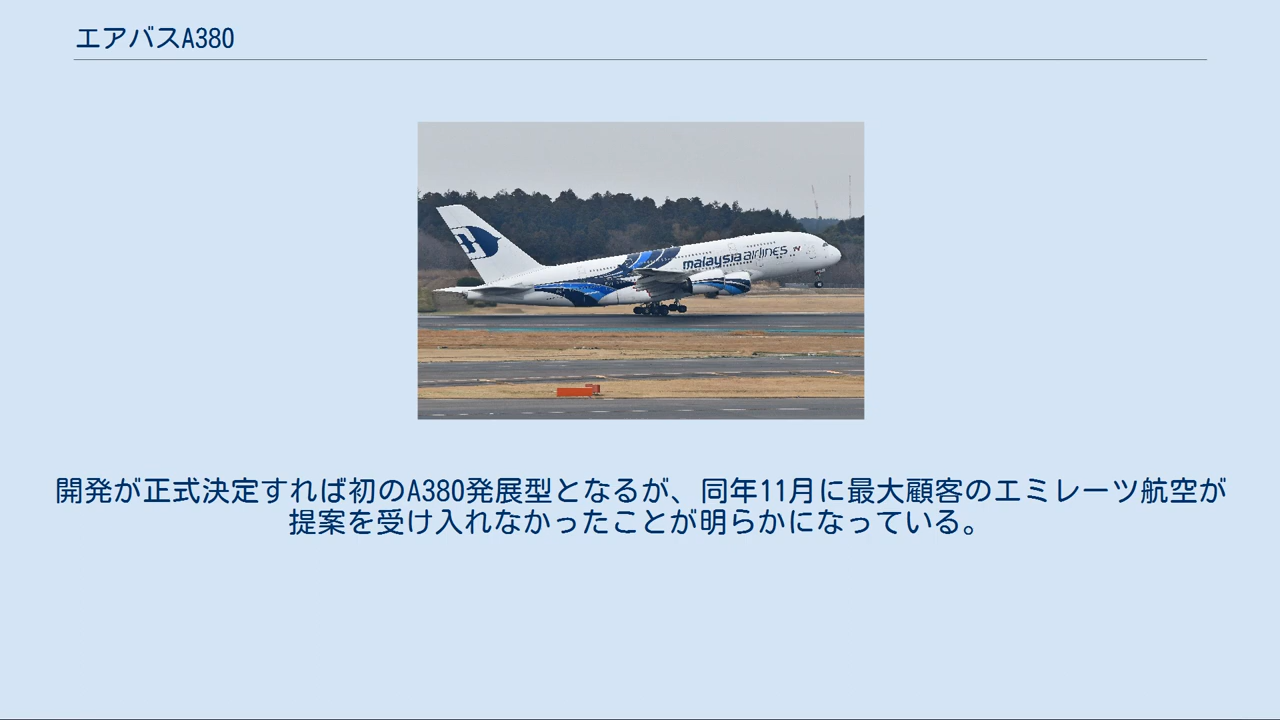 エアバスA380
malaysia airlines
開発が正式決定すれば初のA380発展型となるが、同年11月に最大顧客のエミレーツ航空が
提案を受け入れなかったことが明らかになっている。